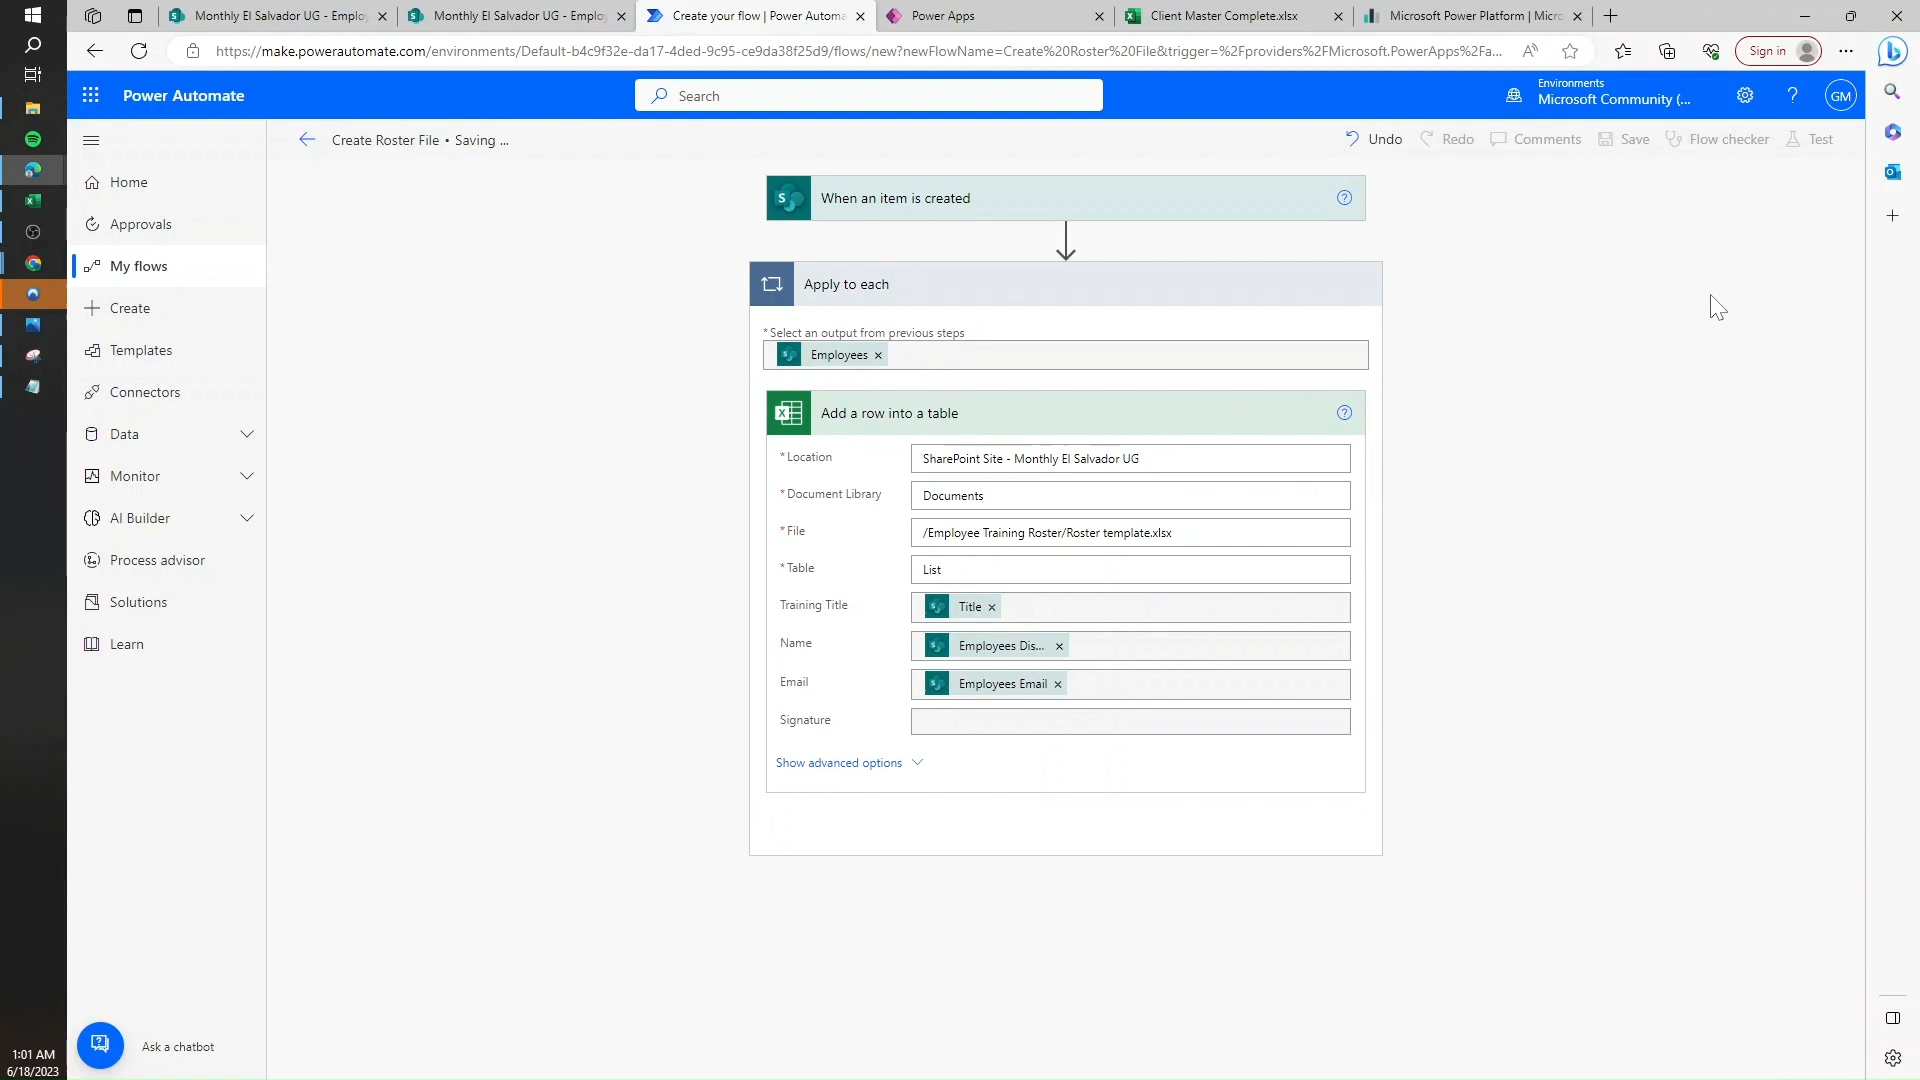 Monthly El Salvador UG - Emplo
Monthly El Salvador UG - Emplo
Create your flow | Power Automa
Power Apps
Client Master Complete.xlsx
Microsoft Power Platform | Micro
https://make.powerautomate.com/environments/Default-b4c9f32e-da17-4ded-9c95-ce9da38f25d9/flows/new?newFlowName=Create%20Roster%20File&trigger=%2Fproviders%2FMicrosoft.PowerApps%2Fa...
Sign in
Power Automate
Search
Environments
Microsoft Community (...
GM
Create Roster File • Saving ...
Undo
Redo
Comments
Save
Flow checker
Test
Home
Approvals
My flows
Create
Templates
Connectors
Data
Monitor
AI Builder
Process advisor
Solutions
Learn
When an item is created
Apply to each
* Select an output from previous steps
Employees
Add a row into a table
* Location
SharePoint Site - Monthly El Salvador UG
* Document Library
Documents
* File
/Employee Training Roster/Roster template.xlsx
* Table
List
Training Title
Title
Name
Employees Dis...
Email
Employees Email
Signature
Show advanced options
Ask a chatbot
1:01 AM
6/18/2023